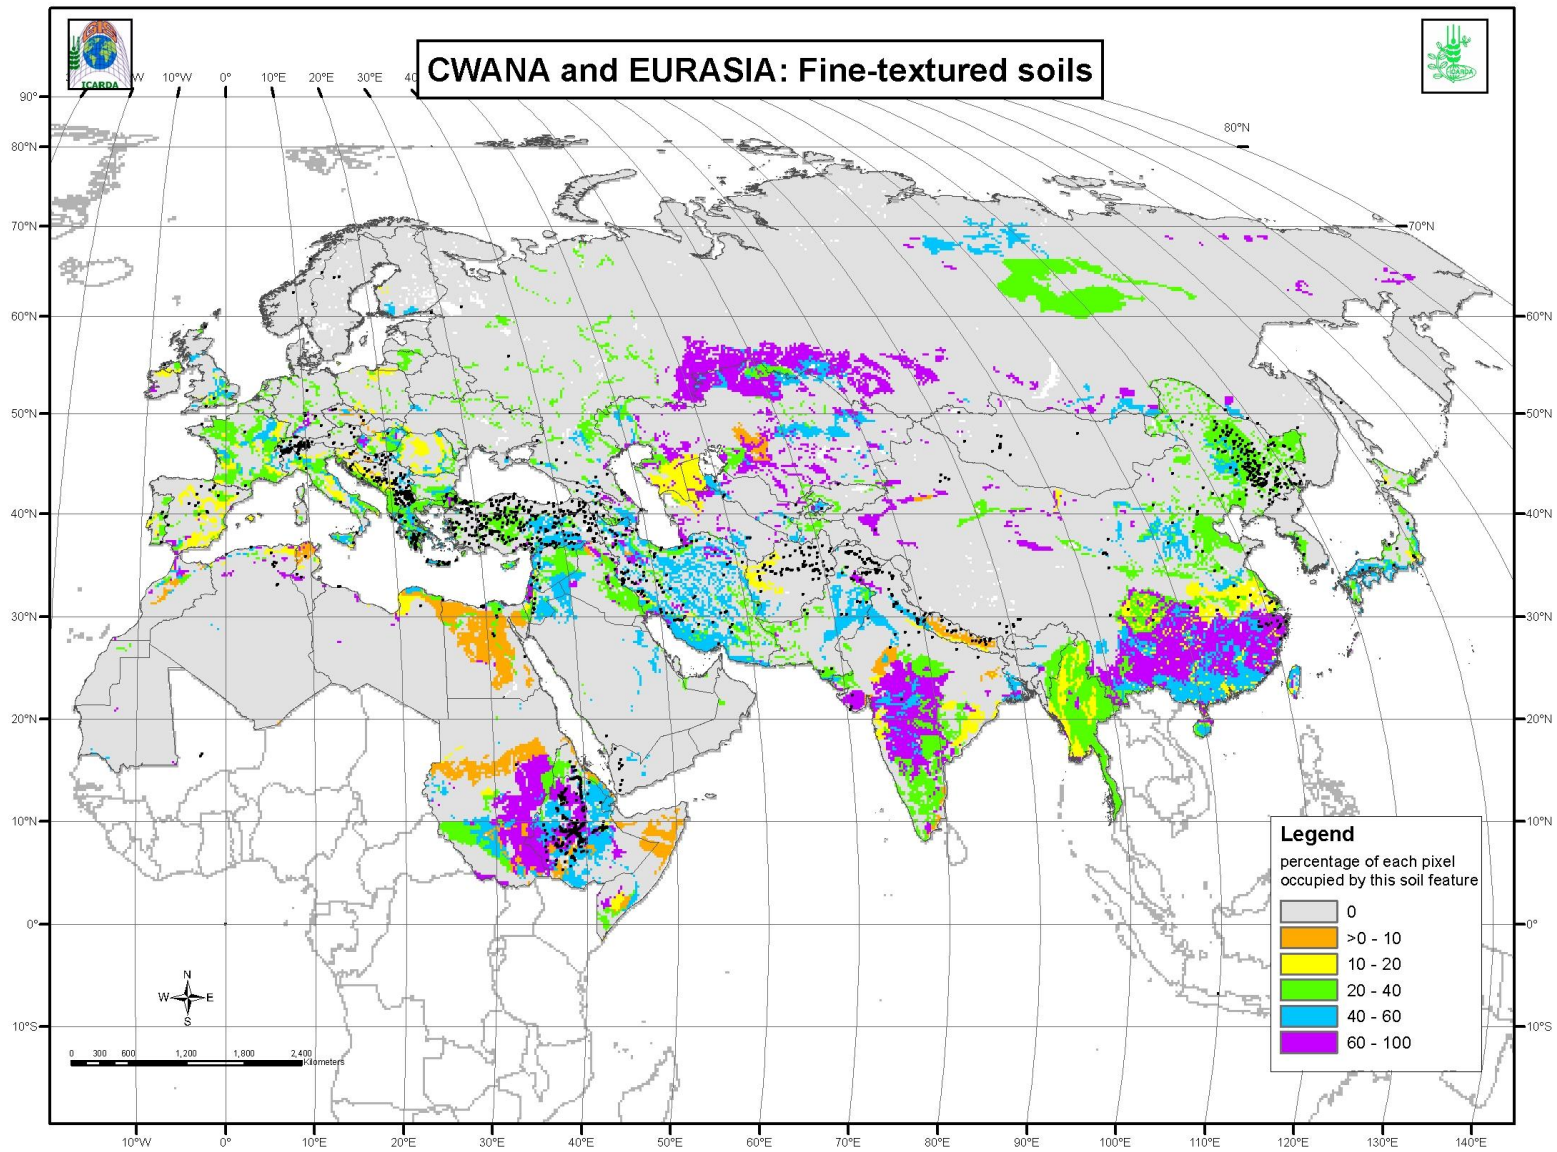 CWANA and EURASIA: Fine-textured soils
ICARDA
ICARDA
10°W 0° 10°E 20°E 30°E
80°N
90°
80°N
70°N
70°N
60°N
60°N
50°N
50°N
40°N
40°N
30°N
30°N
20°N
20°N
10°N
10°N
0°
0°
10°S
10°S
Legend
percentage of each pixel
occupied by this soil feature
0
>0 - 10
10 - 20
20 - 40
40 - 60
60 - 100
N
W E
S
0 300 600 1,200 1,800 2,400
Kilometers
10°W 0° 10°E 20°E 30°E 40°E 50°E 60°E 70°E 80°E 90°E 100°E 110°E 120°E 130°E 140°E